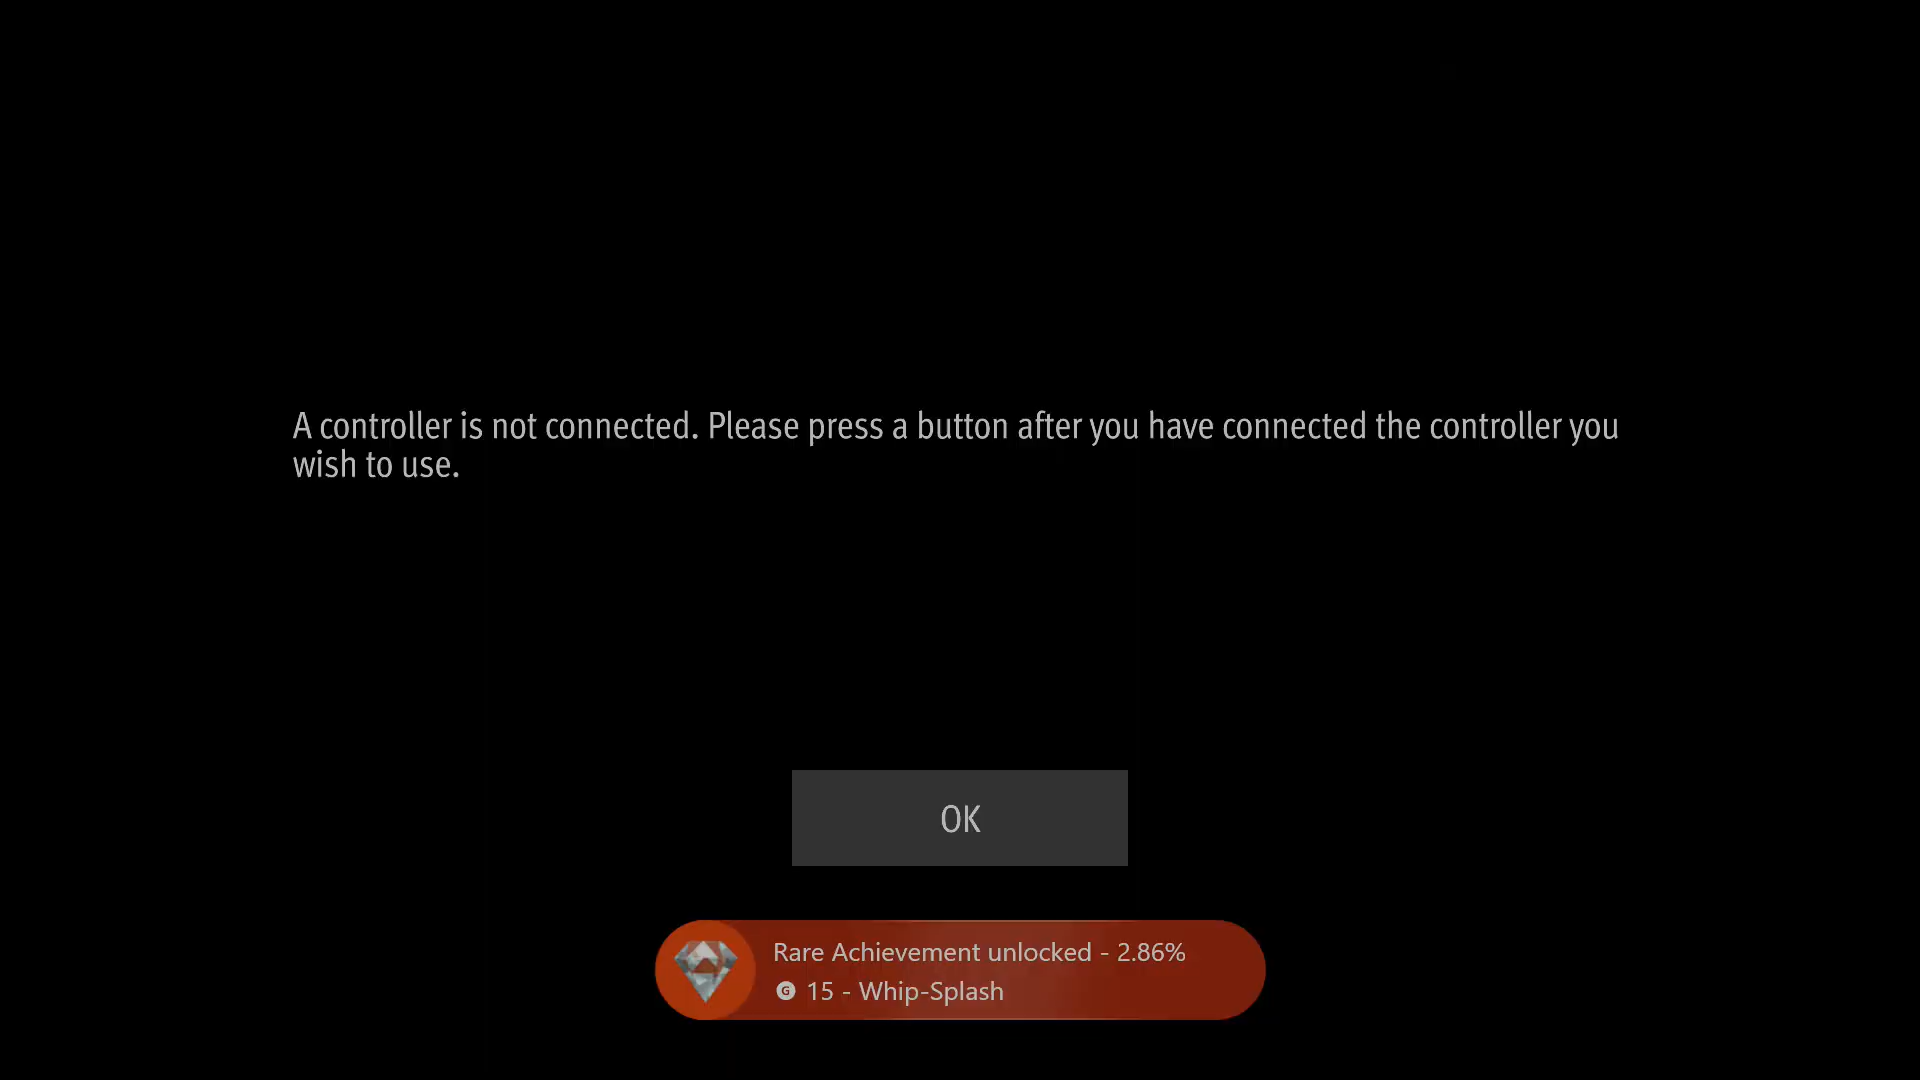 A controller is not connected. Please press a button after you have connected the controller you
wish to use.
OK
Rare Achievement unlocked - 2.86%
G 15 - Whip-Splash